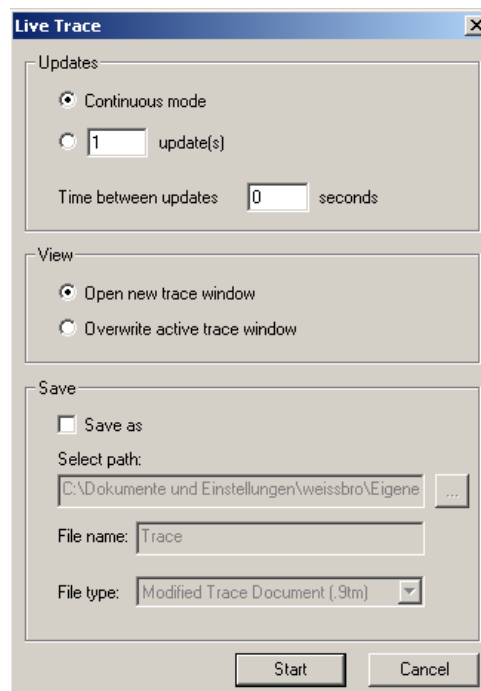 Live Trace
Updates
Continuous mode
1 update(s)
Time between updates 0 seconds
View
Open new trace window
Overwrite active trace window
Save
Save as
Select path:
C:\Dokumente und Einstellungen\weissbro\Eigene
...
File name: Trace
File type: Modified Trace Document (.9tm)
Start Cancel